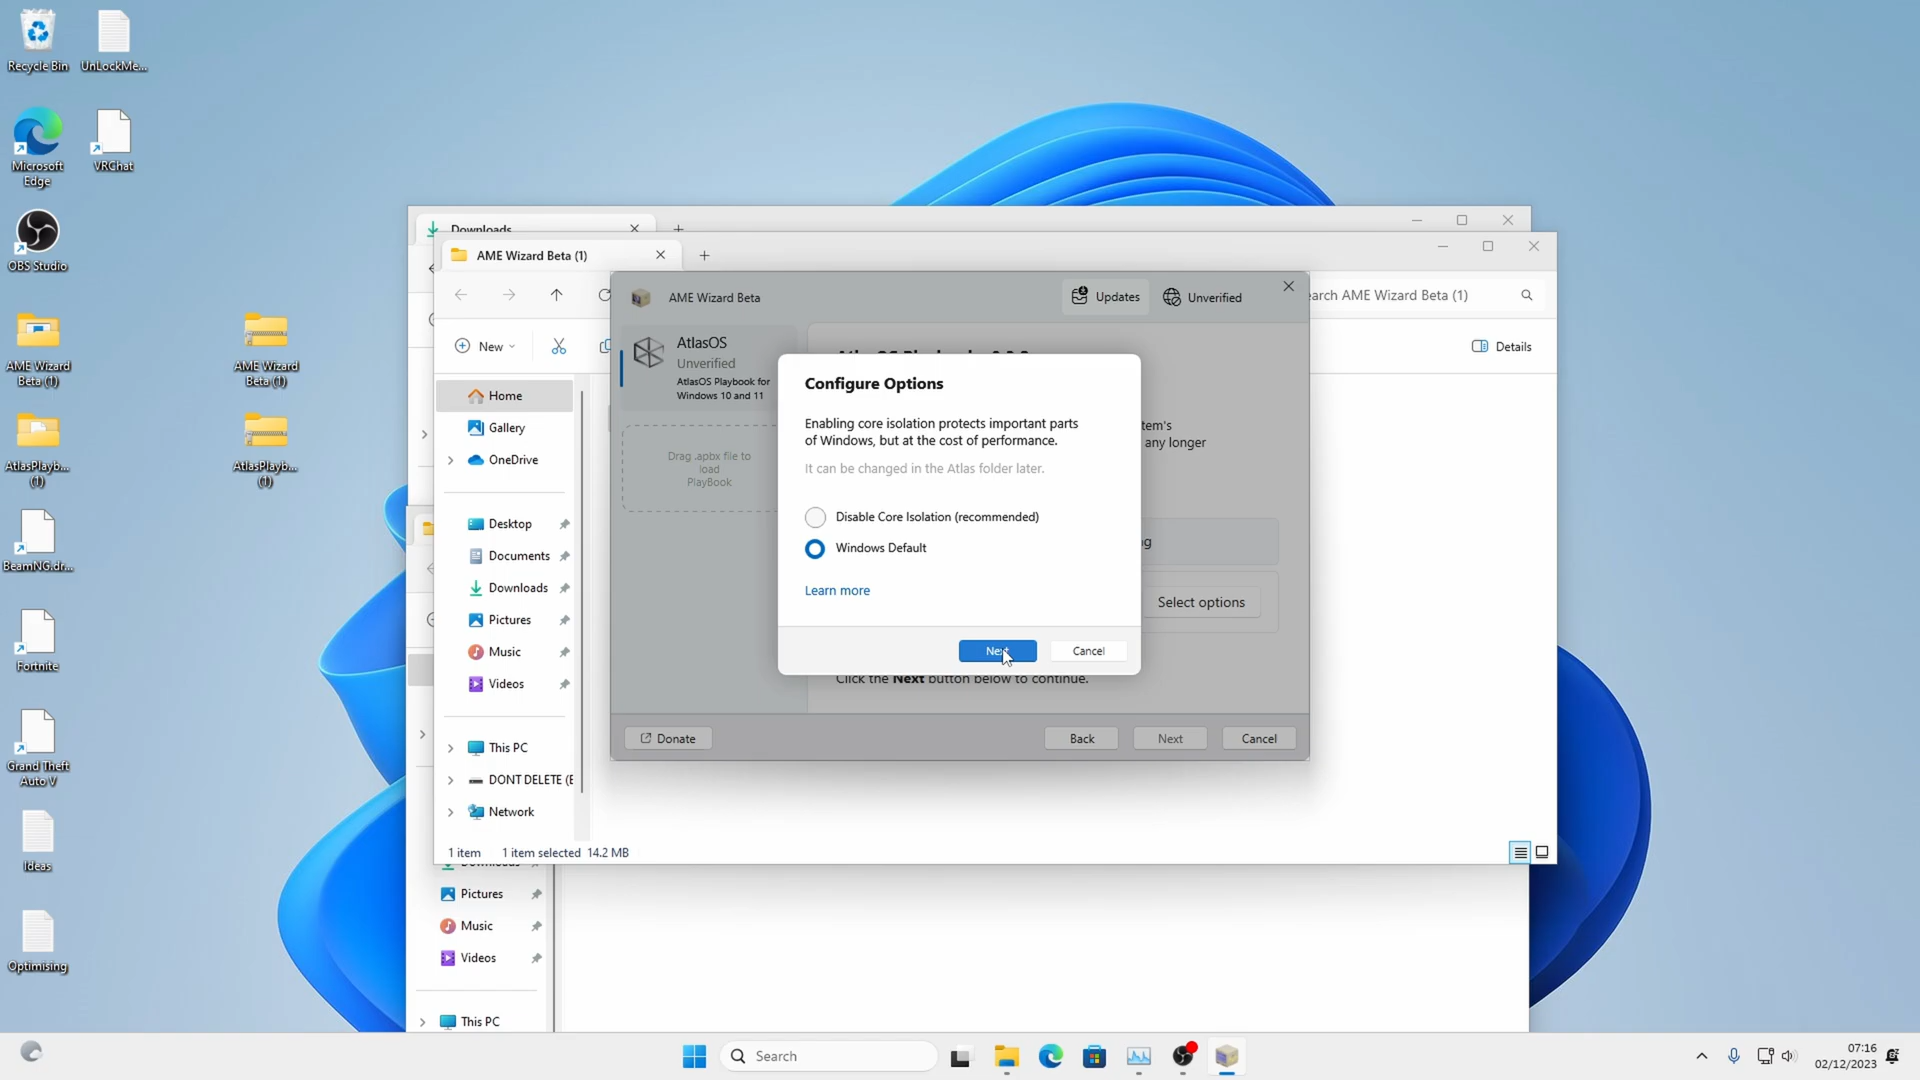 Recycle Bin
UnLockMe...
Microsoft
Edge
VRChat
OBS Studio
AME Wizard
Beta (1)
AME Wizard
Beta (1)
AtlasPlayb...
(1)
AtlasPlayb...
(1)
BeamNG.dr...
Fortnite
Grand Theft
Auto V
Ideas
Optimising
Downloads
AME Wizard Beta (1)
earch AME Wizard Beta (1)
New
Details
Home
Gallery
OneDrive
Desktop
Documents
Downloads
Pictures
Music
Videos
This PC
DONT DELETE (E
Network
1 item
1 item selected 14.2 MB
Pictures
Music
Videos
This PC
AME Wizard Beta
Updates
Unverified
AtlasOS
Unverified
AtlasOS Playbook for
Windows 10 and 11
Drag .apbx file to
load
PlayBook
tem's
any longer
ng
Select options
Click the Next button below to continue.
Donate
Back
Next
Cancel
Configure Options
Enabling core isolation protects important parts
of Windows, but at the cost of performance.
It can be changed in the Atlas folder later.
Disable Core Isolation (recommended)
Windows Default
Learn more
Next
Cancel
Search
07:16
02/12/2023